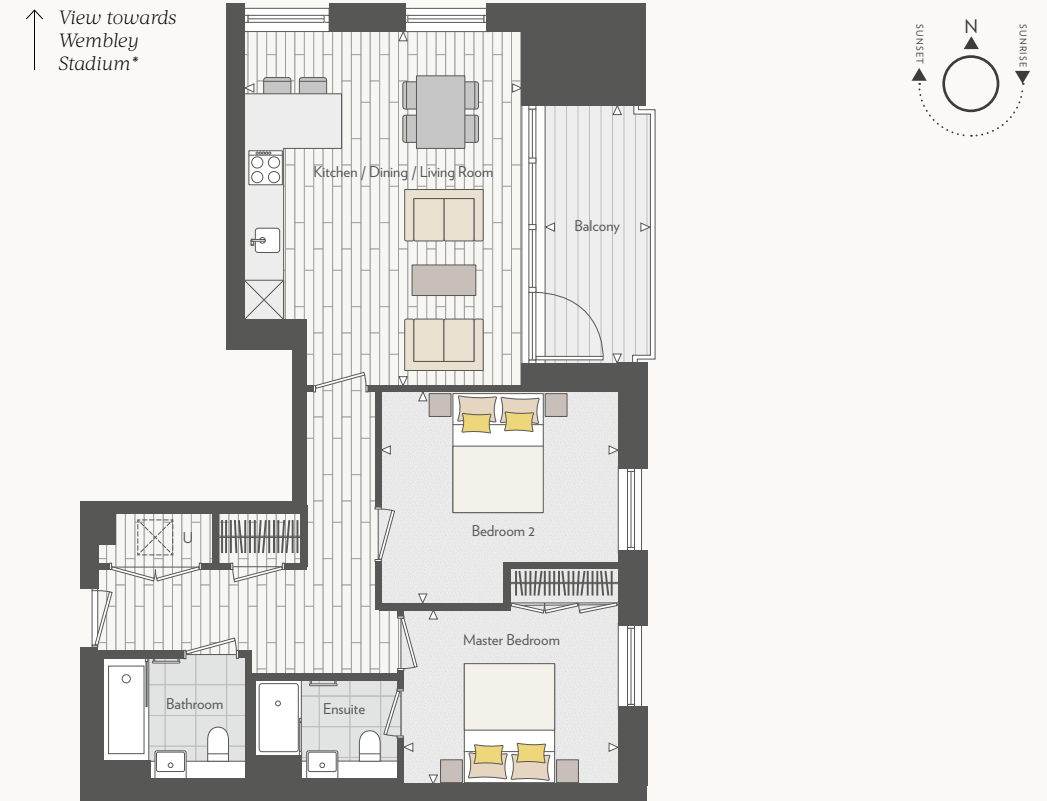 View towards
Wembley
Stadium*
N
SUNSET
SUNRISE
Kitchen / Dining / Living Room
Balcony
Bedroom 2
U
Master Bedroom
Bathroom
Ensuite